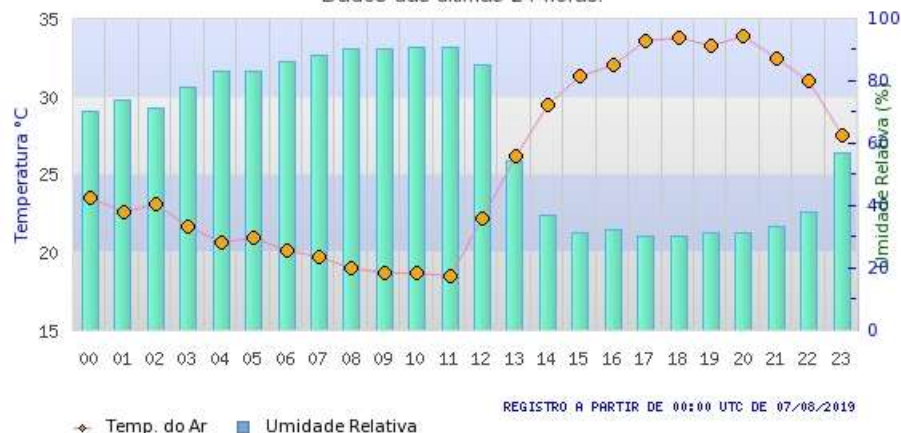 Dados das últimas 24 horas.
35
30
25
20
15
Temperatura °C
100
80
60
40
20
0
Umidade Relativa (%)
00 01 02 03 04 05 06 07 08 09 10 11 12 13 14 15 16 17 18 19 20 21 22 23
REGISTRO A PARTIR DE 00:00 UTC DE 07/08/2019
Temp. do Ar Umidade Relativa